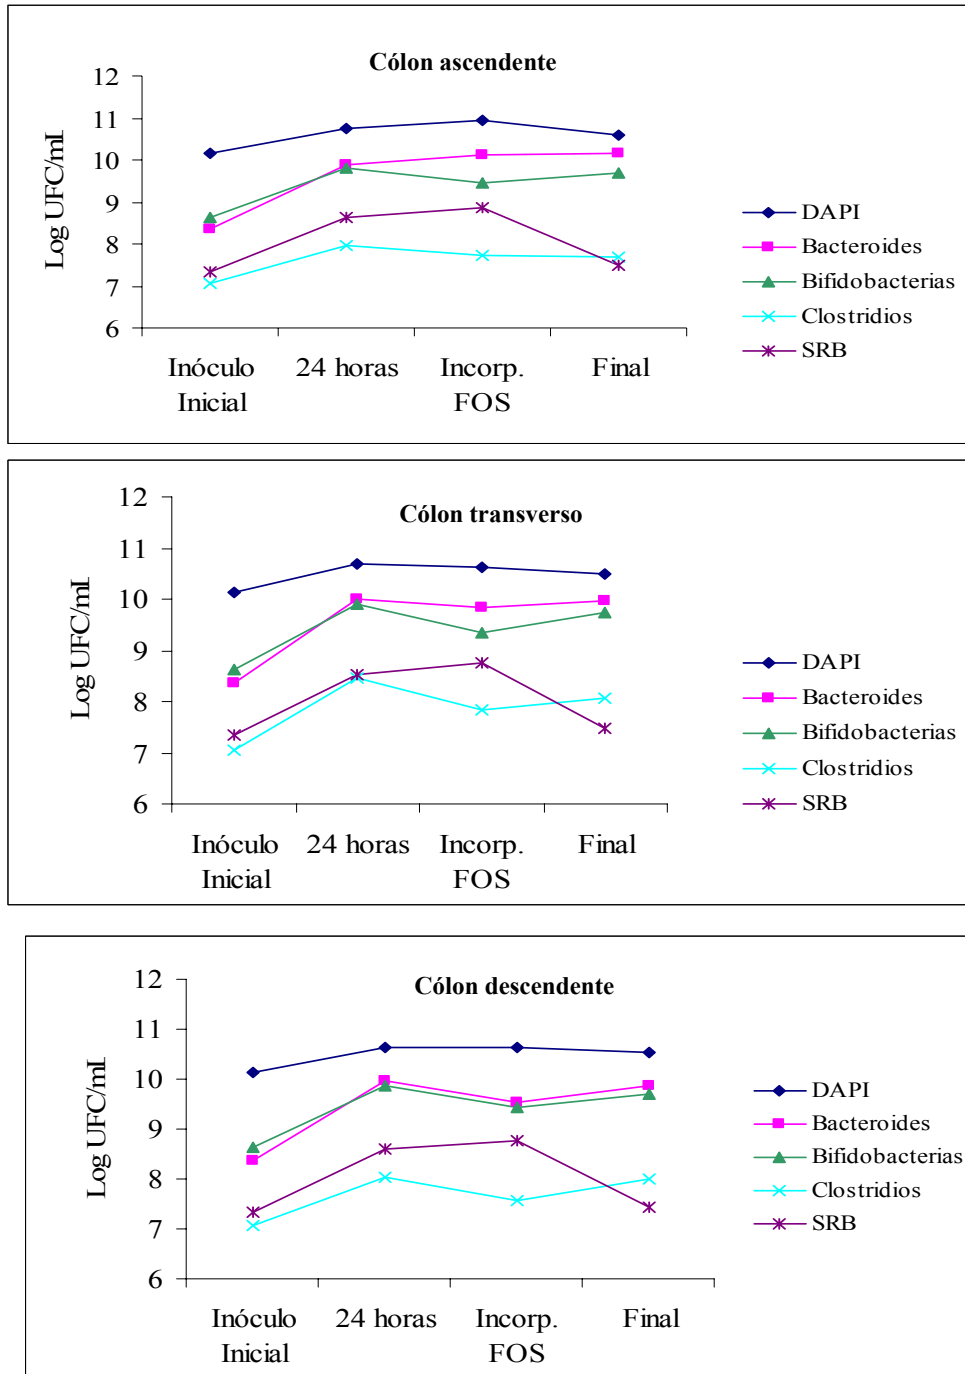 Cólon ascendente
12
11
10
9
8
7
6
Log UFC/ml
Inóculo Inicial
24 horas
Incorp. FOS
Final
DAPI
Bacteroides
Bifidobacterias
Clostridios
SRB
Cólon transverso
12
11
10
9
8
7
6
Log UFC/ml
Inóculo Inicial
24 horas
Incorp. FOS
Final
DAPI
Bacteroides
Bifidobacterias
Clostridios
SRB
Cólon descendente
12
11
10
9
8
7
6
Log UFC/ml
Inóculo Inicial
24 horas
Incorp. FOS
Final
DAPI
Bacteroides
Bifidobacterias
Clostridios
SRB